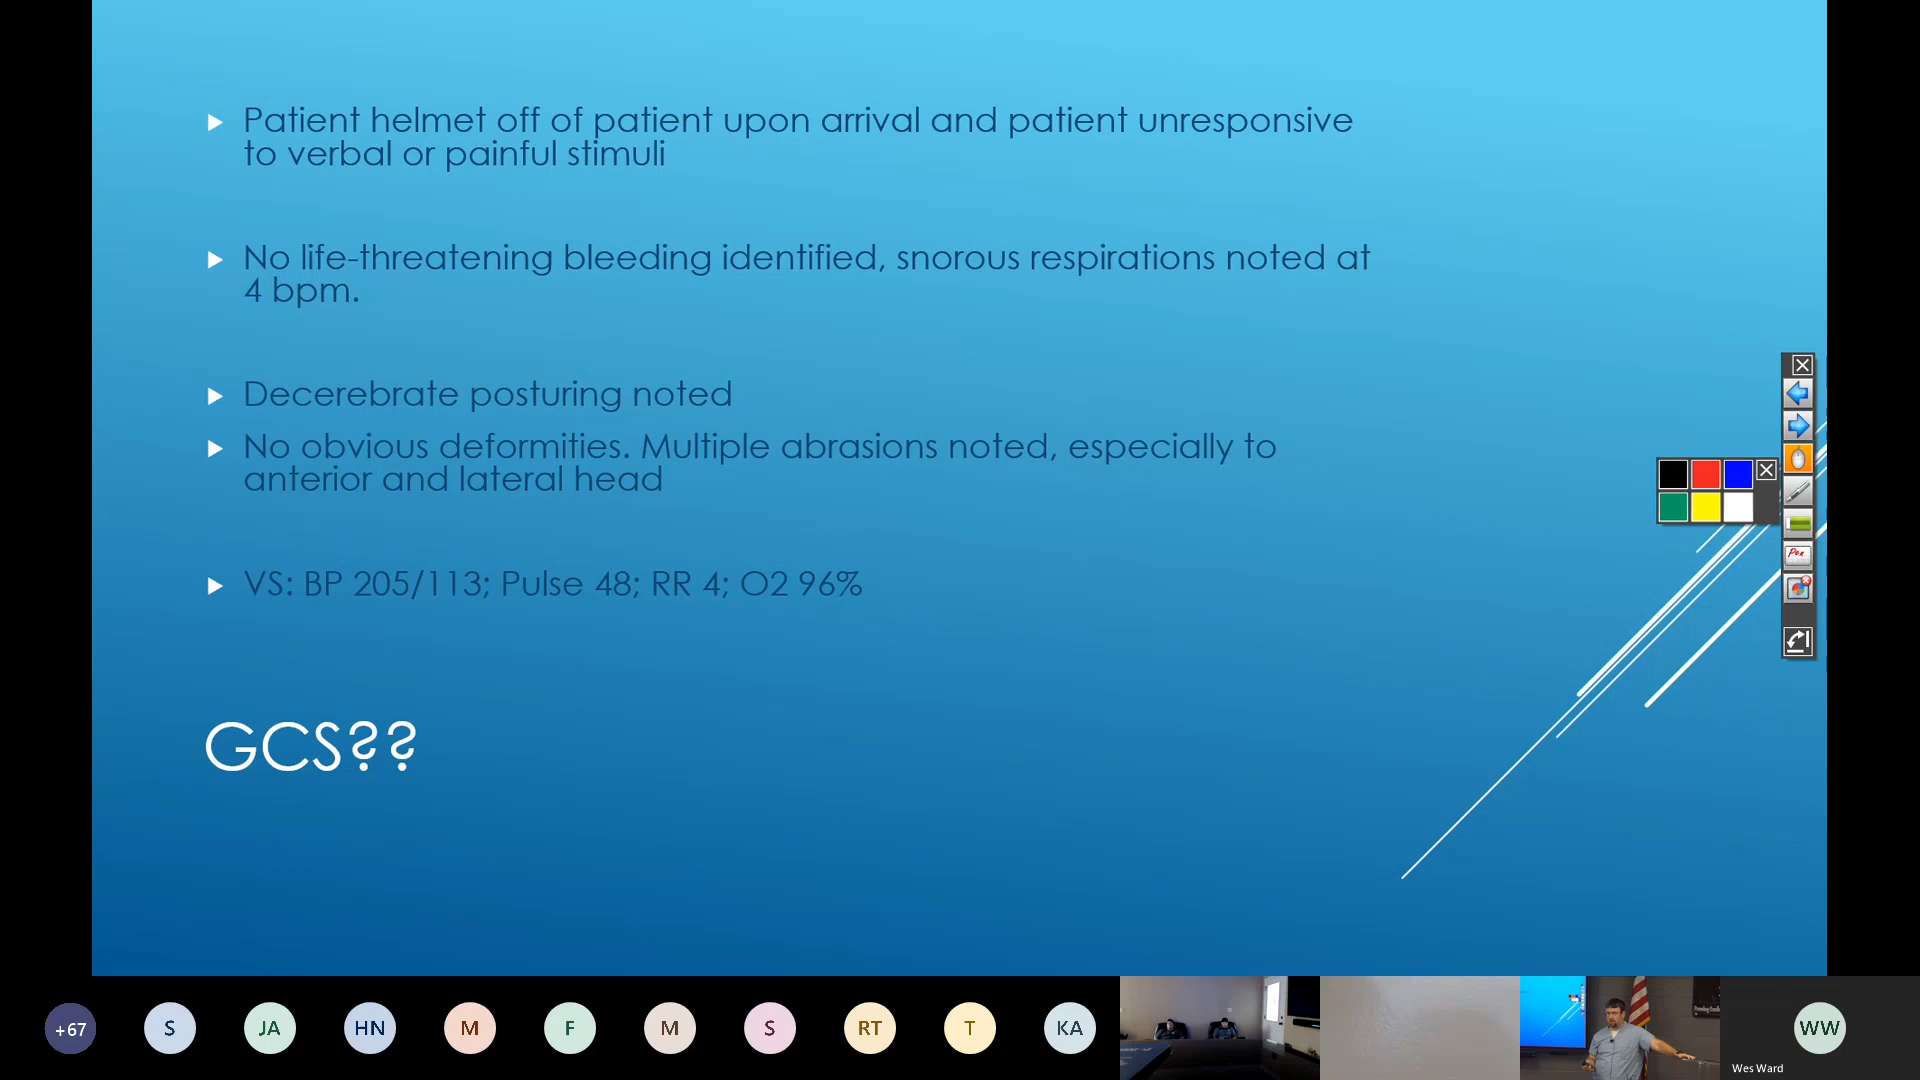 Patient helmet off of patient upon arrival and patient unresponsive
to verbal or painful stimuli
No life-threatening bleeding identified, snorous respirations noted at
4 bpm.
Decerebrate posturing noted
No obvious deformities. Multiple abrasions noted, especially to
anterior and lateral head
VS: BP 205/113; Pulse 48; RR 4; O2 96%
GCS??
Pen
+67
S
JA
HN
M
F
M
S
RT
T
KA
WW
Wes Ward